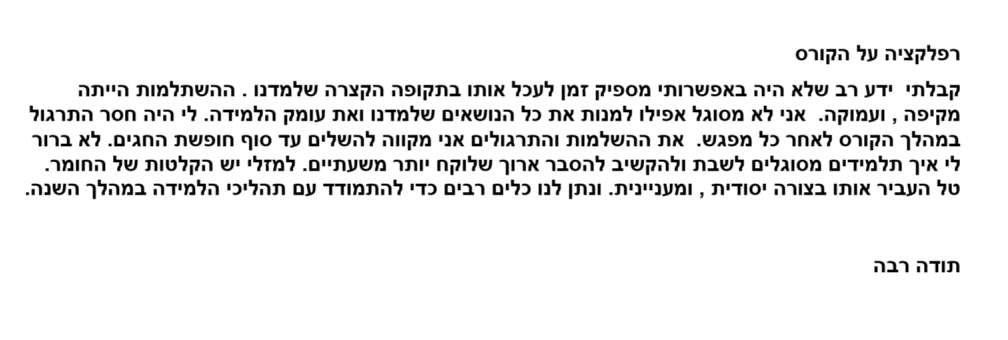 רפלקציה על הקורס
קבלתי  ידע רב שלא היה באפשרותי מספיק זמן לעכל אותו בתקופה הקצרה שלמדנו . ההשתלמות הייתה
מקיפה , ועמוקה.  אני לא מסוגל אפילו למנות את כל הנושאים שלמדנו ואת עומק הלמידה. לי היה חסר התרגול
במהלך הקורס לאחר כל מפגש.  את ההשלמות והתרגולים אני מקווה להשלים עד סוף חופשת החגים. לא ברור
לי איך תלמידים מסוגלים לשבת ולהקשיב להסבר ארוך שלוקח יותר משעתיים. למזלי יש הקלטות של החומר.
טל העביר אותו בצורה יסודית , ומעניינית. ונתן לנו כלים רבים כדי להתמודד עם תהליכי הלמידה במהלך השנה.
תודה רבה